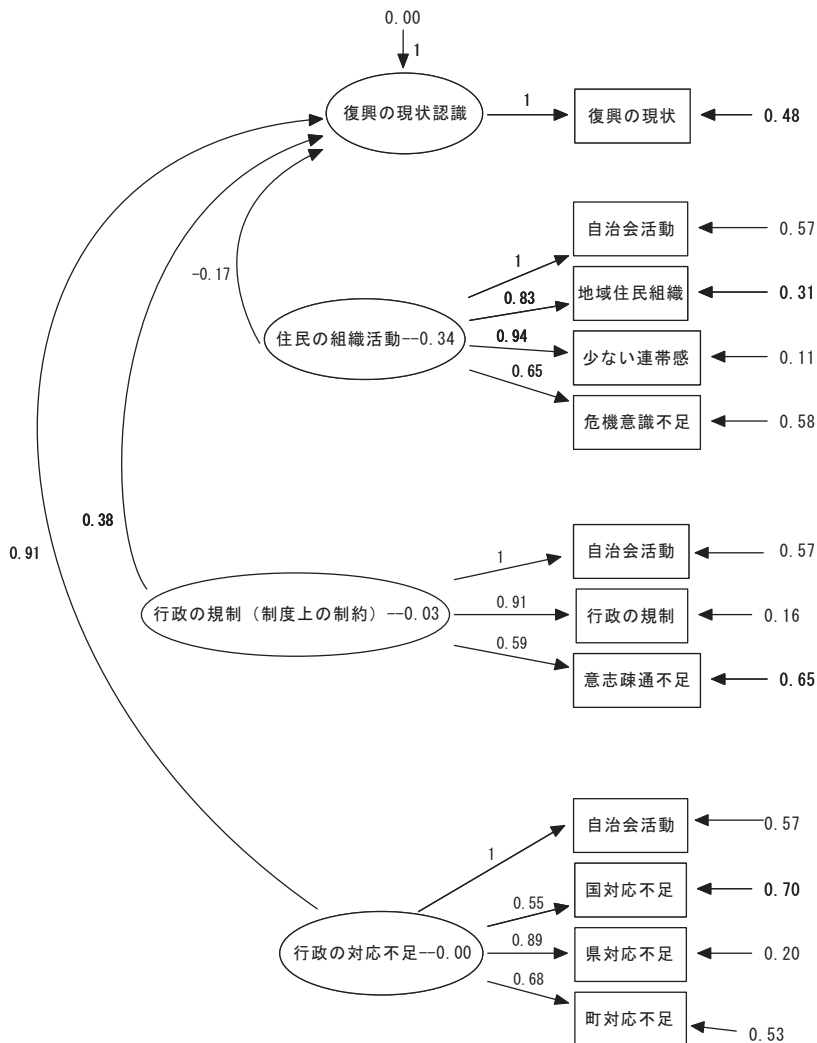 0.00
1
復興の現状認識
1
復興の現状
0.48
自治会活動
0.57
-0.17
1
地域住民組織
0.31
0.83
住民の組織活動--0.34
0.94
少ない連帯感
0.11
0.65
危機意識不足
0.58
0.38
0.91
自治会活動
0.57
1
行政の規制（制度上の制約）--0.03
0.91
行政の規制
0.16
0.59
意志疎通不足
0.65
自治会活動
0.57
1
国対応不足
0.70
0.55
行政の対応不足--0.00
0.89
県対応不足
0.20
0.68
町対応不足
0.53